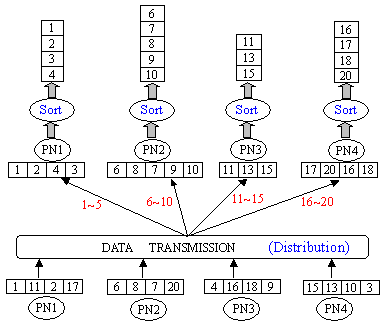 6
1 7 16
2 8 11 17
3 9 13 18
4 10 15 20
Sort Sort Sort Sort
PN1 PN2 PN3 PN4
1 2 4 3 6 8 7 9 10 11 13 15 17 20 16 18
1~5 6~10 11~15 16~20
DATA TRANSMISSION (Distribution)
1 11 2 17 6 8 7 20 4 16 18 9 15 13 10 3
PN1 PN2 PN3 PN4